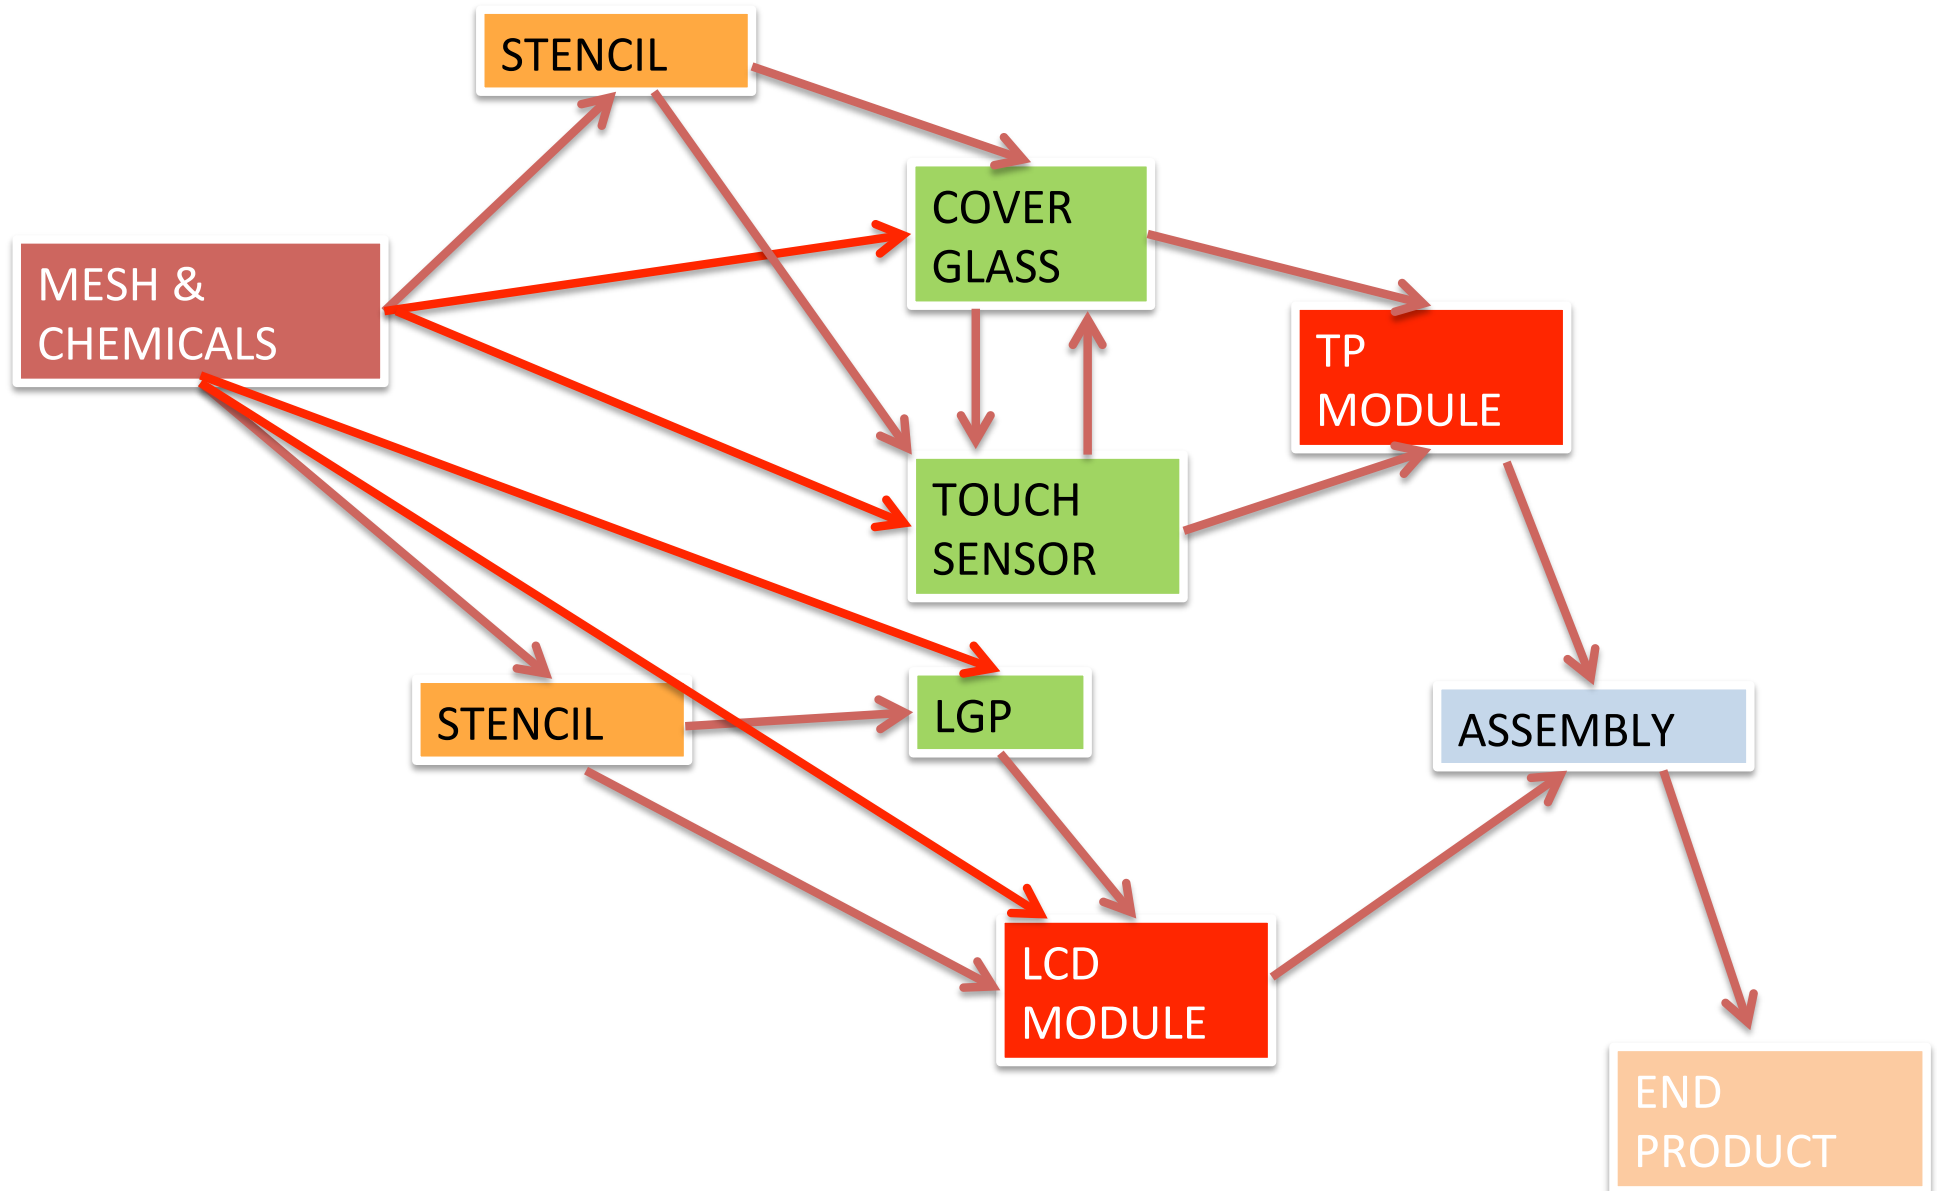 STENCIL
COVER
GLASS
MESH &
CHEMICALS
TP
MODULE
TOUCH
SENSOR
STENCIL
LGP
ASSEMBLY
LCD
MODULE
END
PRODUCT